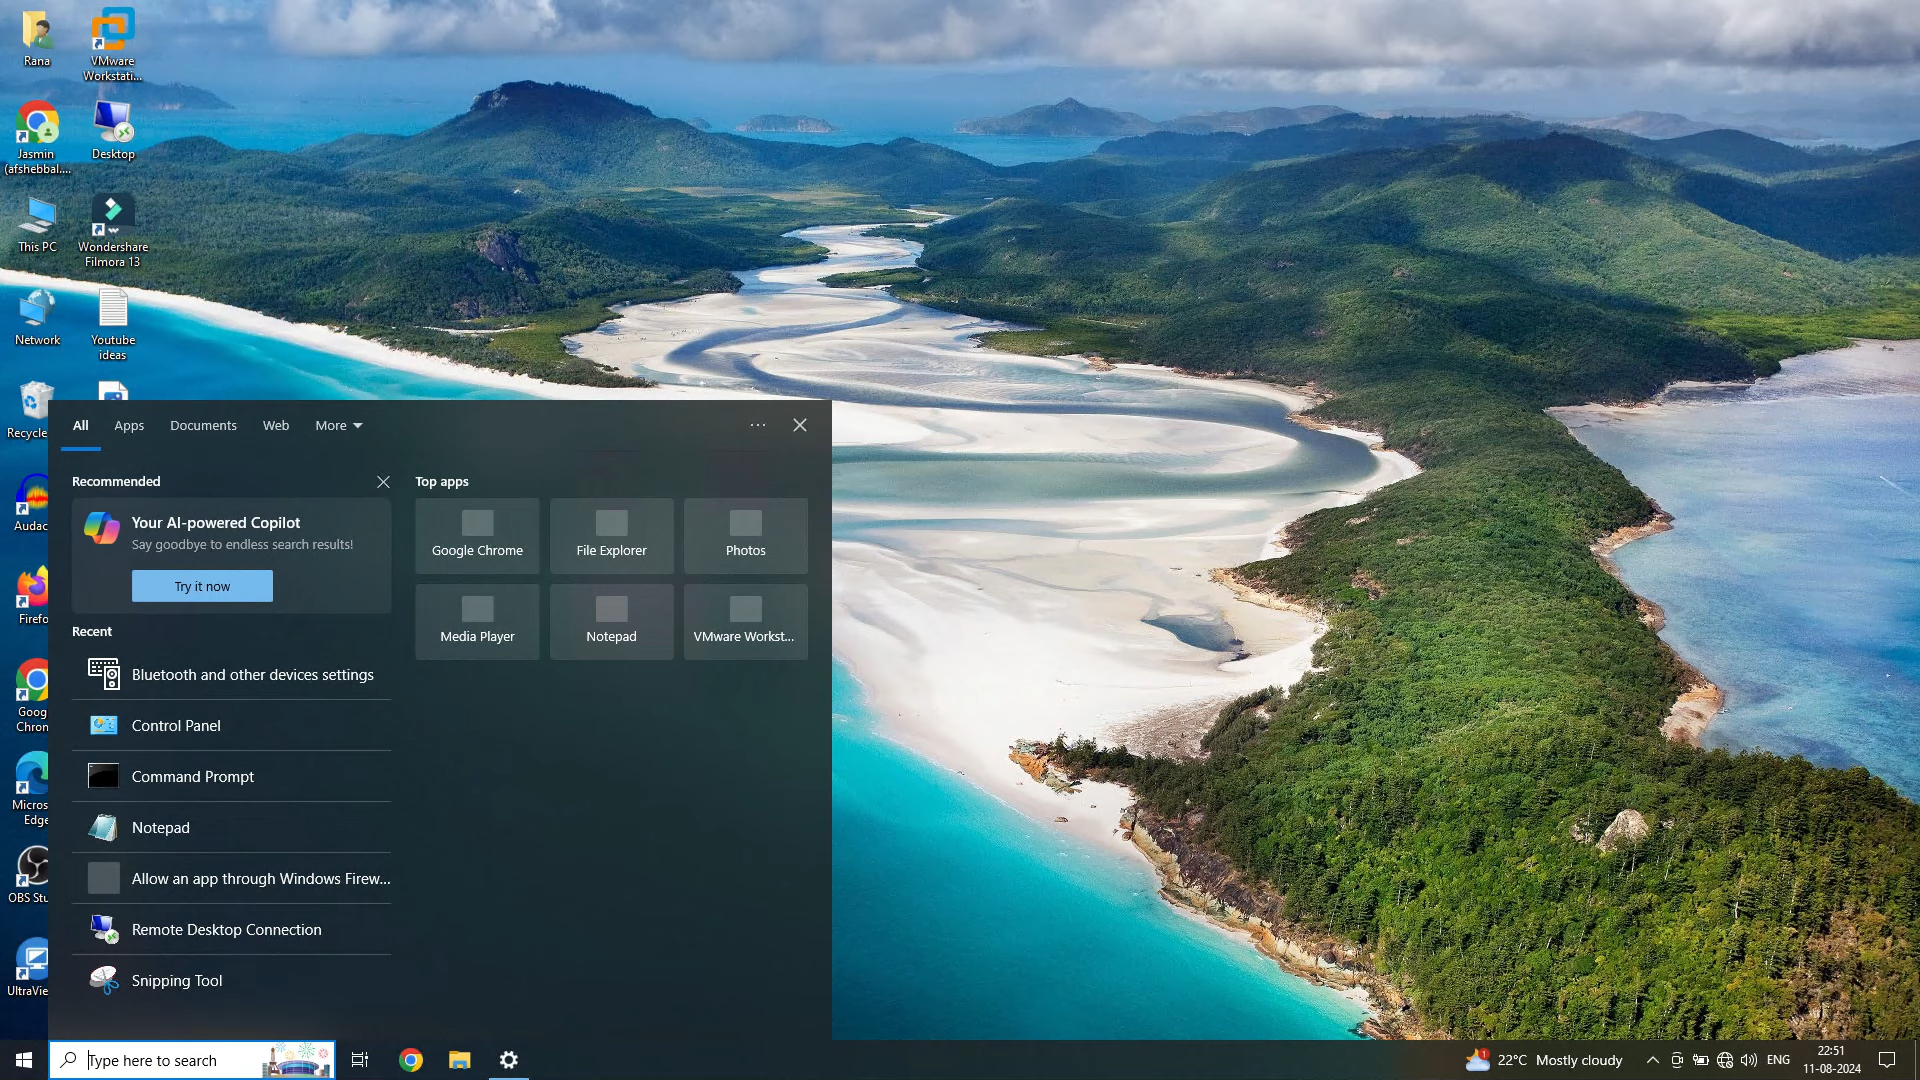 Rana
VMware
Workstati...
Jasmin
(afshebbal....
Desktop
This PC
Wondershare
Filmora 13
Network
Youtube
ideas
Recycle
Audac
Firefo
Goog
Chron
Micros
Edge
OBS Stu
UltraVie
All
Apps
Documents
Web
More
Recommended
Your AI-powered Copilot
Say goodbye to endless search results!
Try it now
Recent
Bluetooth and other devices settings
Control Panel
Command Prompt
Notepad
Allow an app through Windows Firew...
Remote Desktop Connection
Snipping Tool
Top apps
Google Chrome
File Explorer
Photos
Media Player
Notepad
VMware Workst...
Type here to search
1
22°C Mostly cloudy
ENG
22:51
11-08-2024